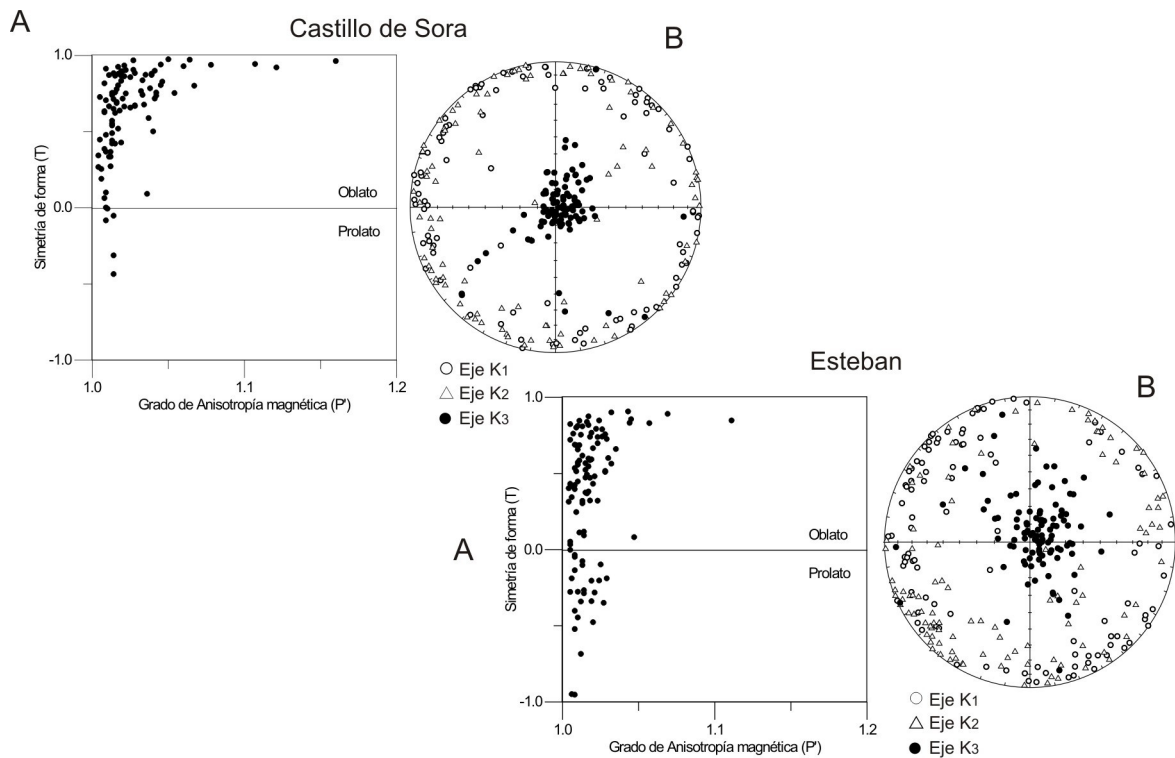 A
Castillo de Sora
B
1.0
0.0
-1.0
Simetría de forma (T)
Oblato
Prolato
1.0
1.1
1.2
Grado de Anisotropía magnética (P')
Eje K1
Eje K2
Eje K3
Esteban
A
B
1.0
0.0
-1.0
Simetría de forma (T)
Oblato
Prolato
1.0
1.1
1.2
Grado de Anisotropía magnética (P')
Eje K1
Eje K2
Eje K3